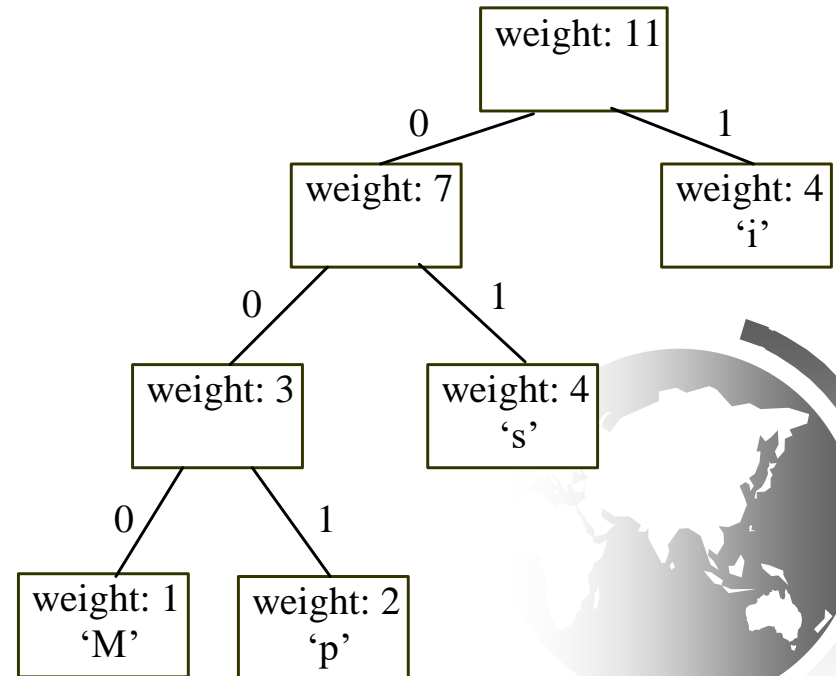 weight: 11
0
1
weight: 7
weight: 4
‘i’
0
1
weight: 3
weight: 4
‘s’
0
1
weight: 1
‘M’
weight: 2
‘p’